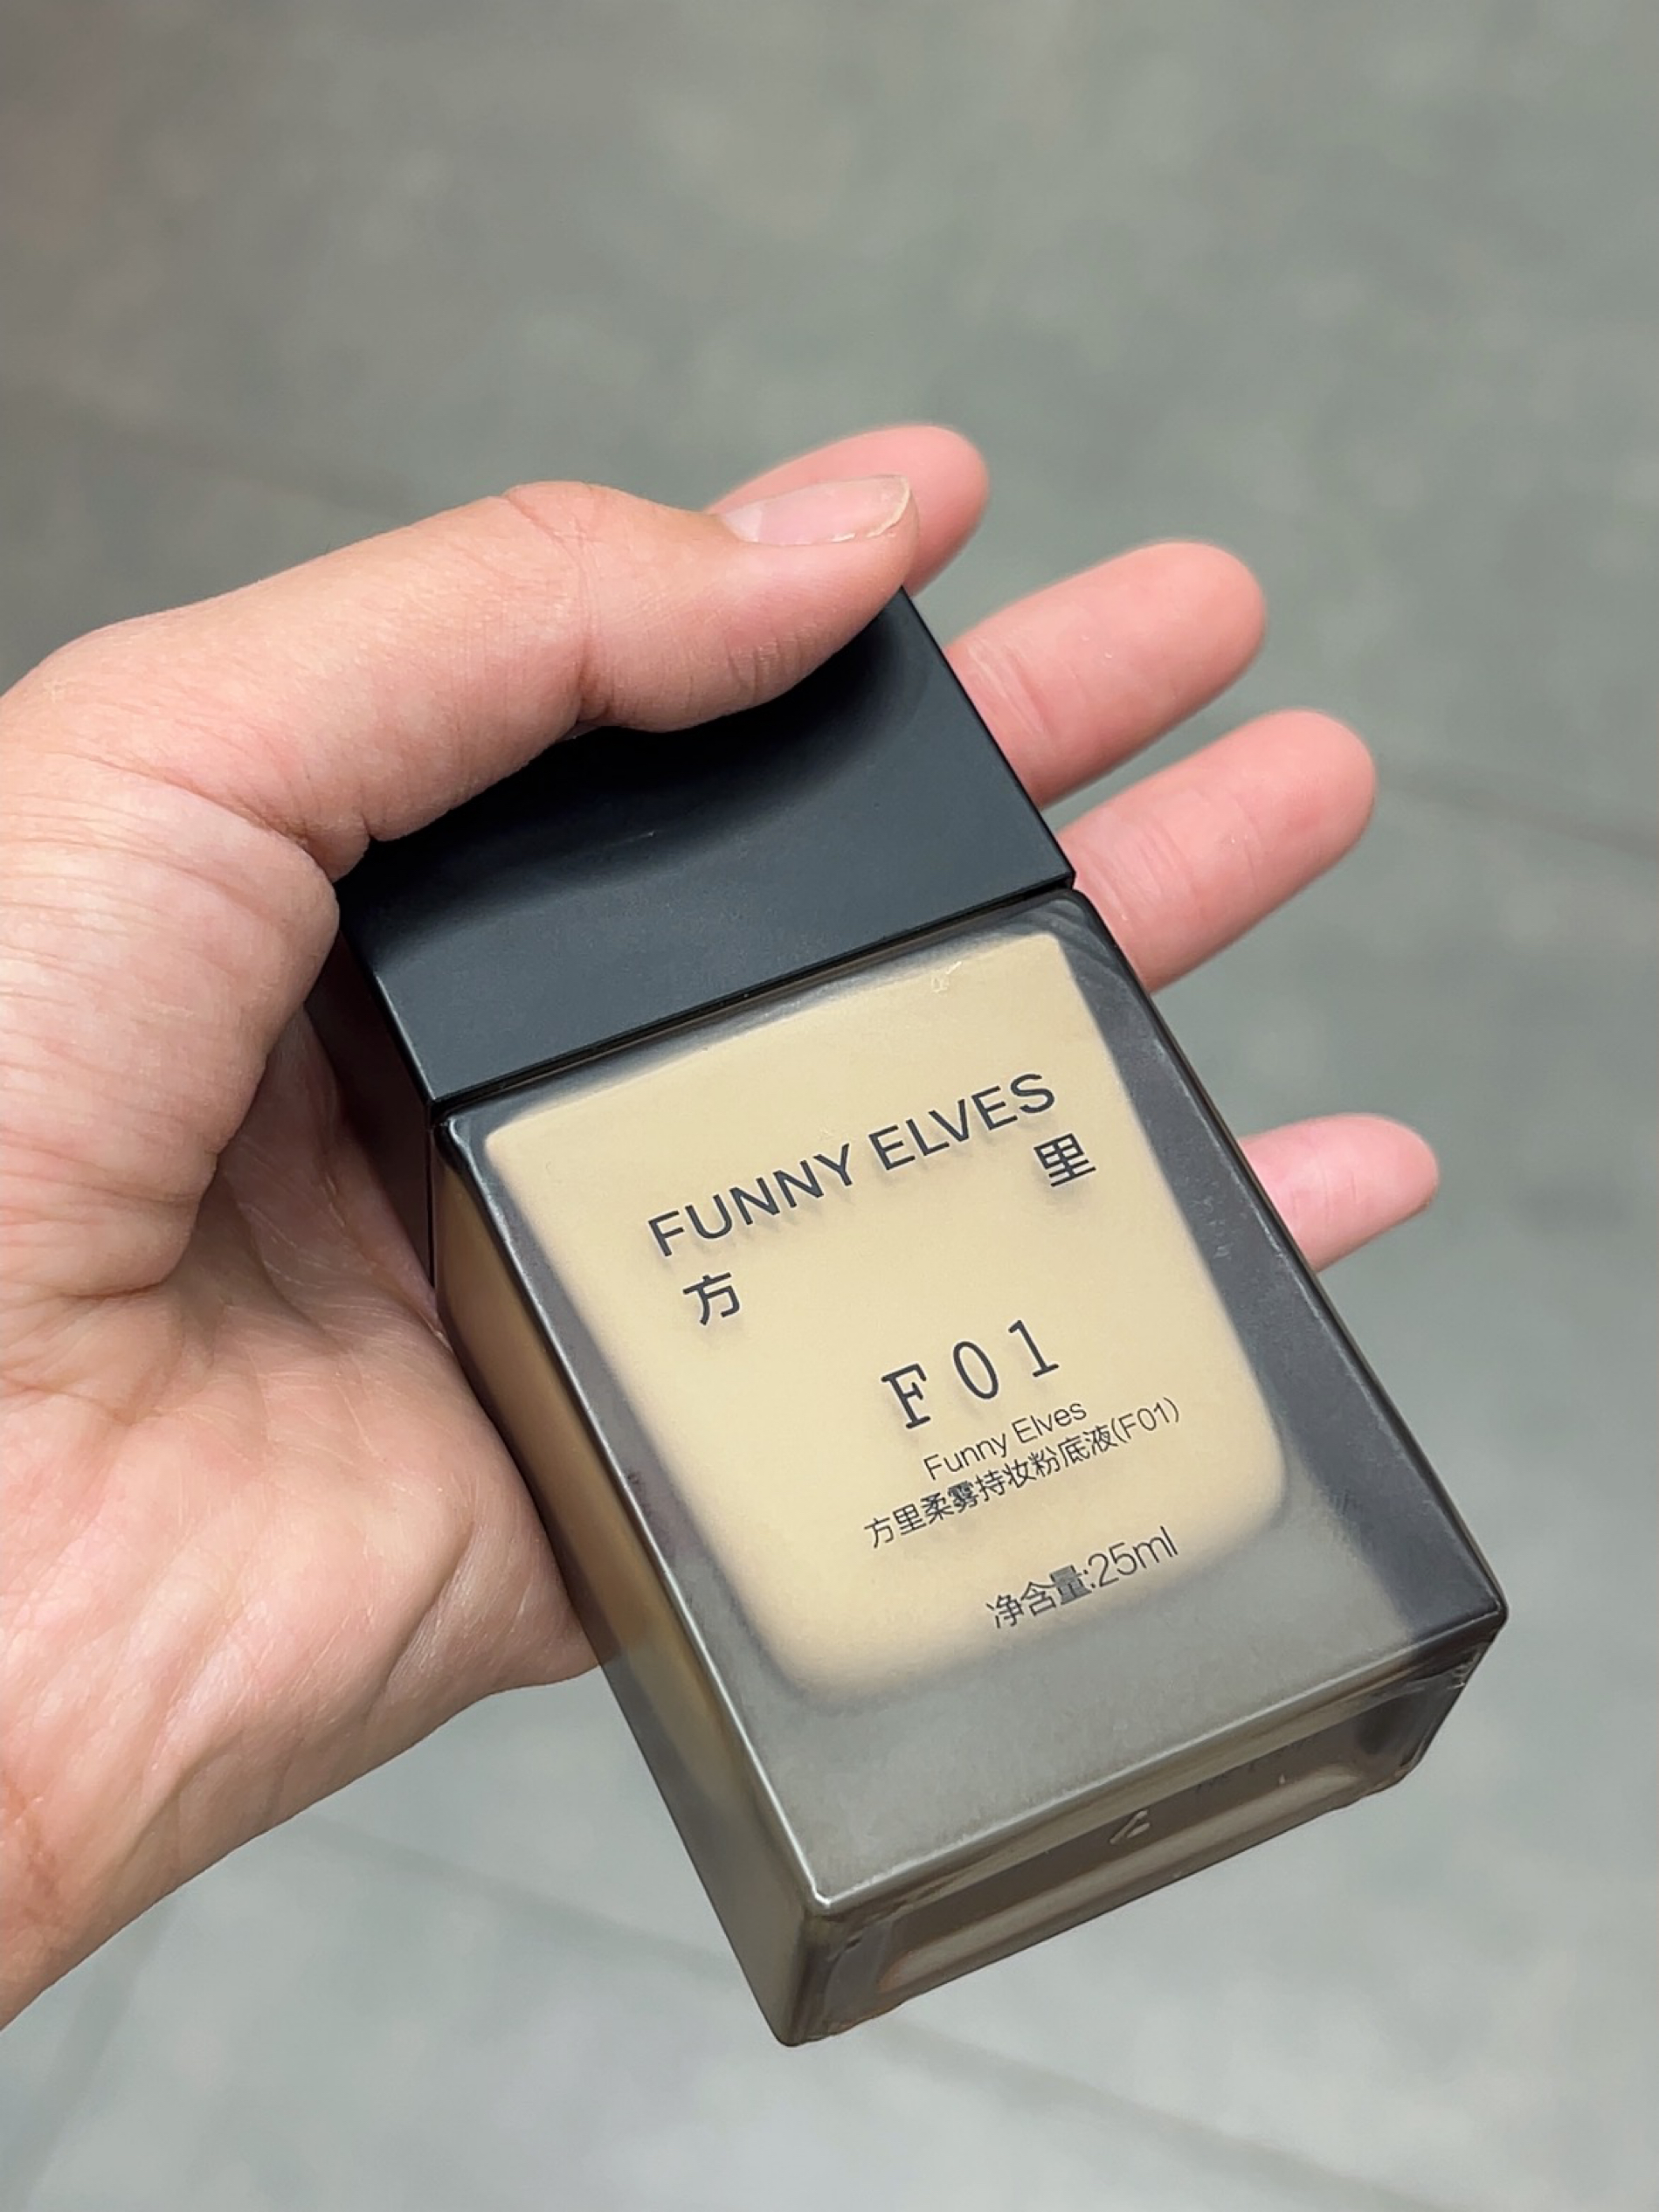 FUNNY ELVES
方 里
F01
Funny Elves
方里柔雾持妆粉底液(F01)
净含量:25ml